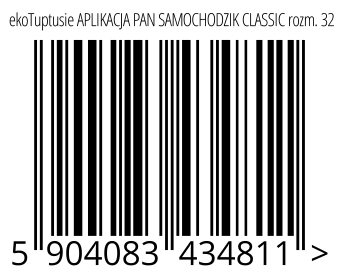 ekoTuptusie APLIKACJA PAN SAMOCHODZIK CLASSIC rozm. 32
5 904083 434811 >